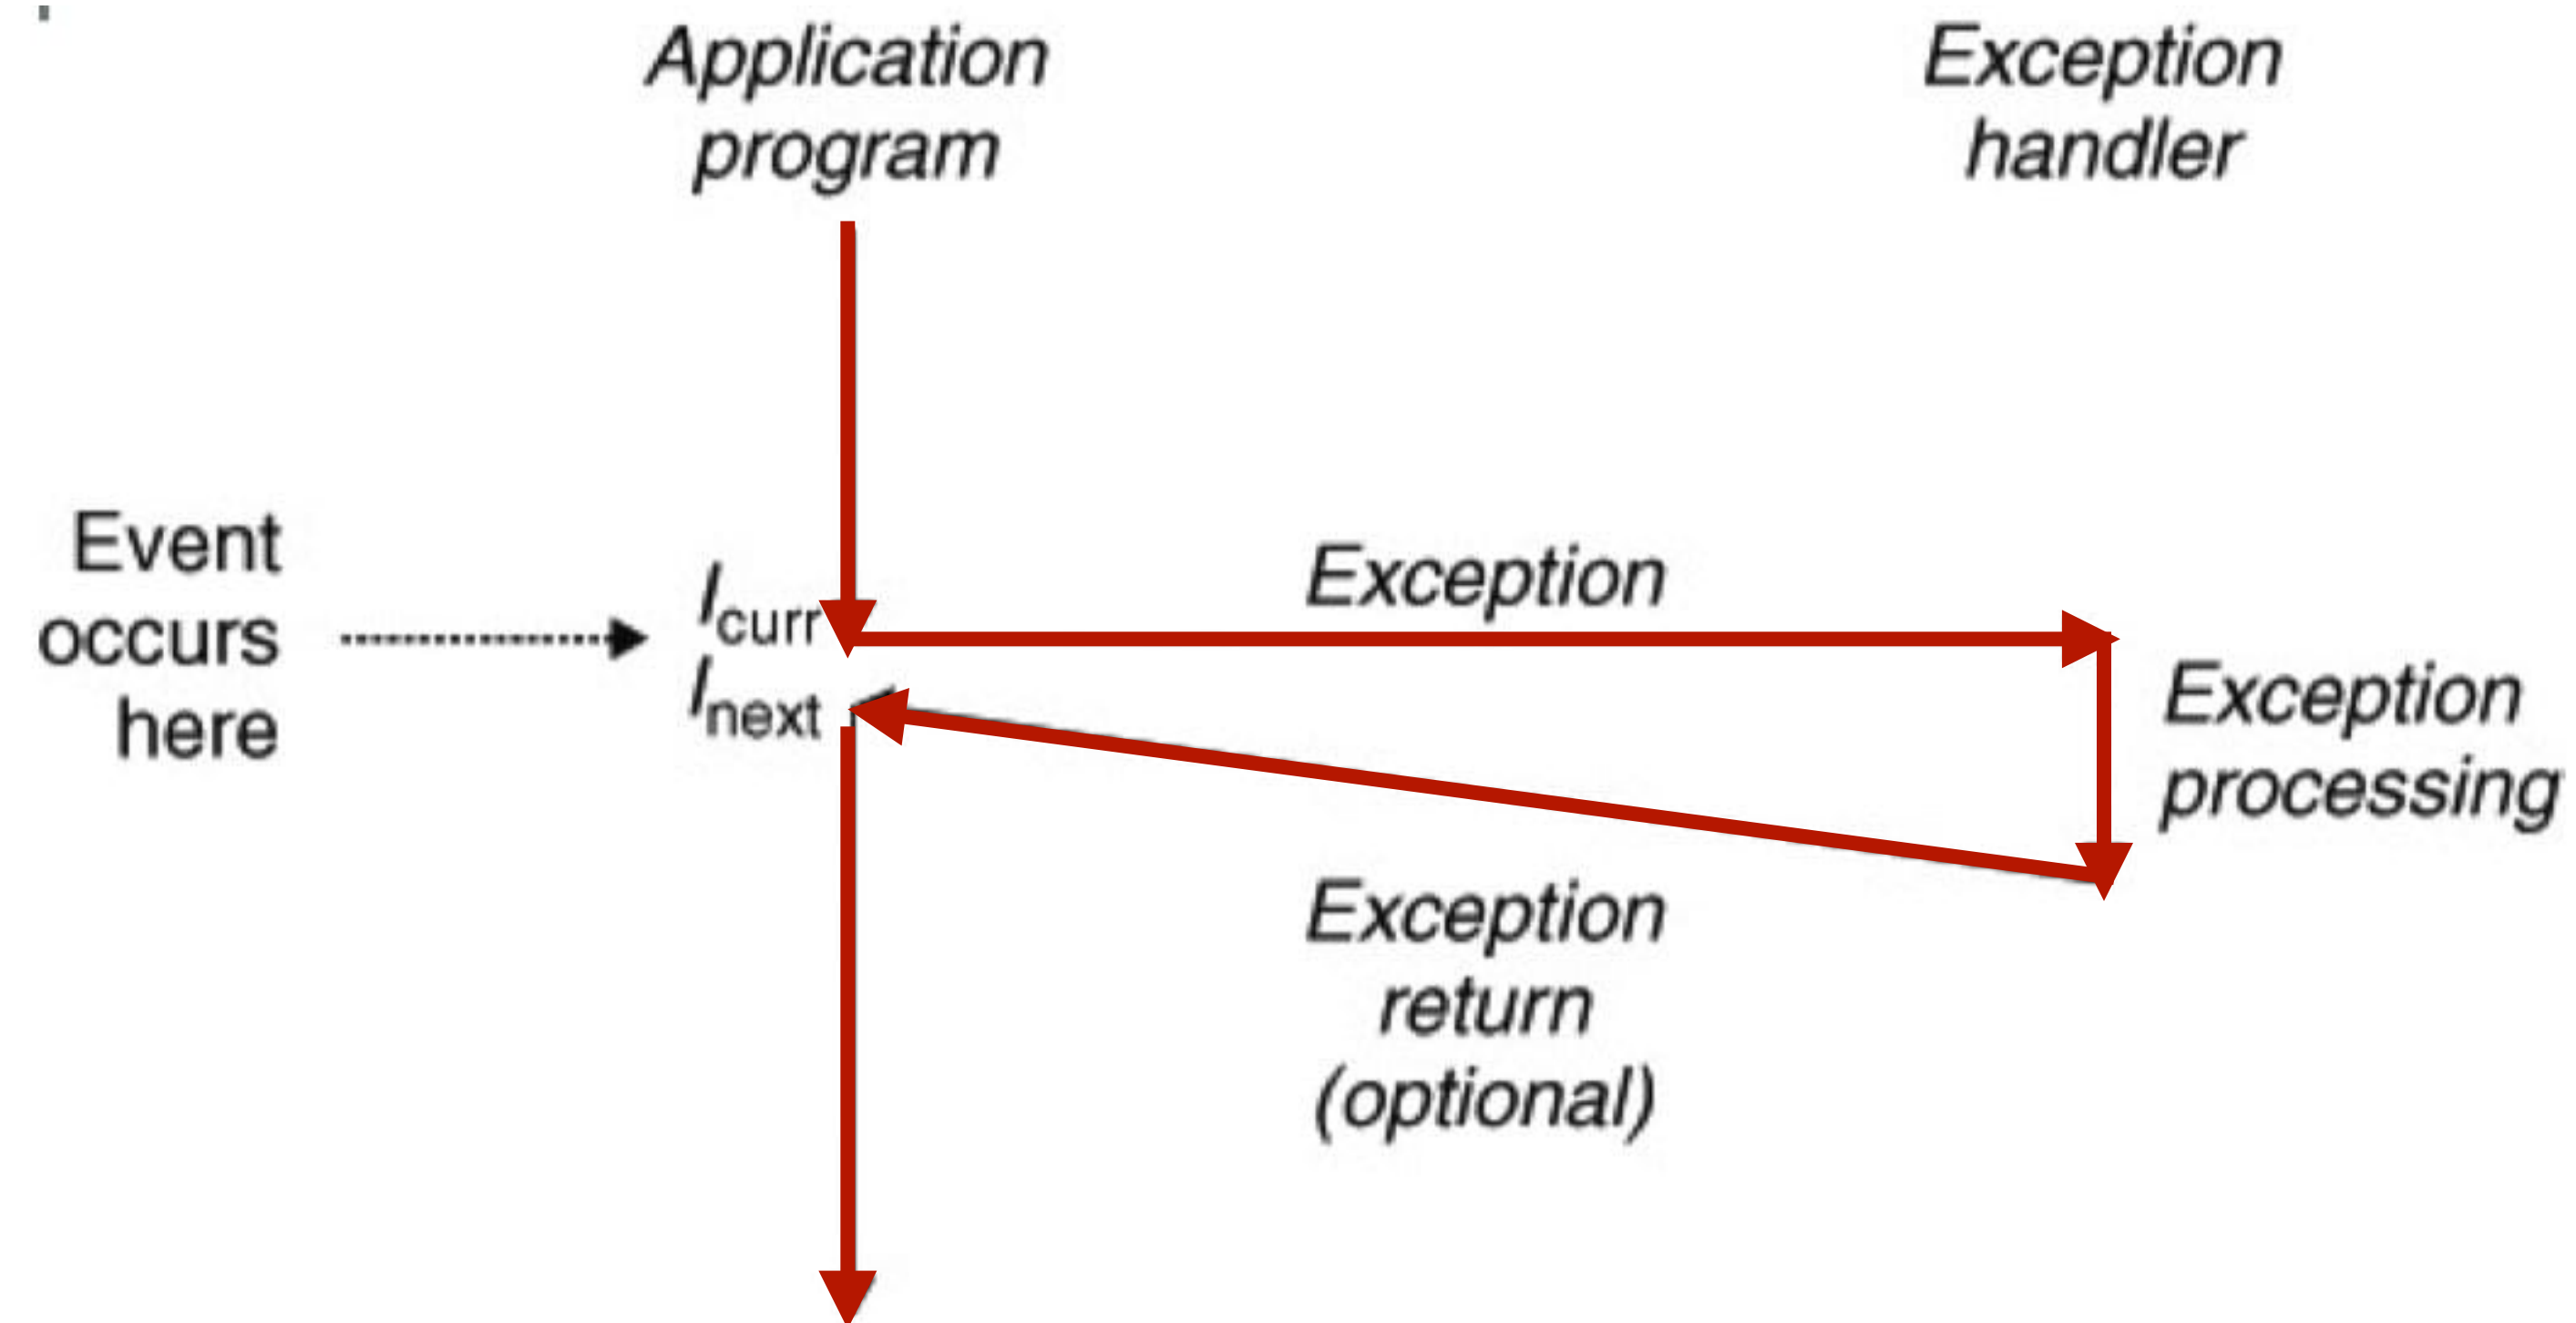 Application
program
Exception
handler
Event
occurs
here
Icurr
Inext
Exception
Exception
processing
Exception
return
(optional)